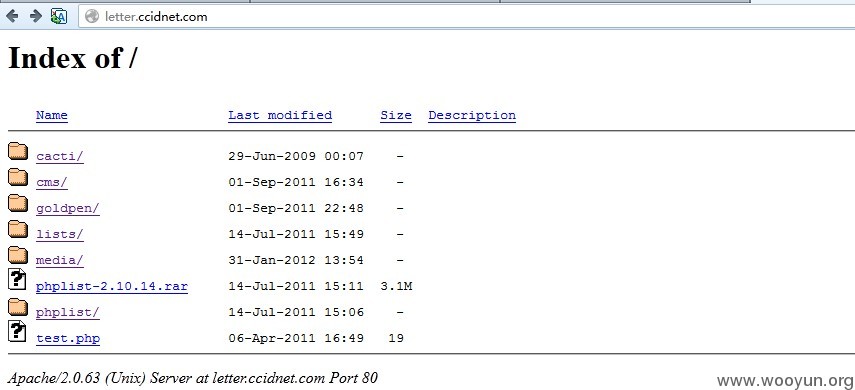 letter.ccidnet.com
Index of /
Name Last modified Size Description
cacti/ 29-Jun-2009 00:07 -
cms/ 01-Sep-2011 16:34 -
goldpen/ 01-Sep-2011 22:48 -
lists/ 14-Jul-2011 15:49 -
media/ 31-Jan-2012 13:54 -
phplist-2.10.14.rar 14-Jul-2011 15:11 3.1M
phplist/ 14-Jul-2011 15:06 -
test.php 06-Apr-2011 16:49 19
Apache/2.0.63 (Unix) Server at letter.ccidnet.com Port 80
www.wooyun.org